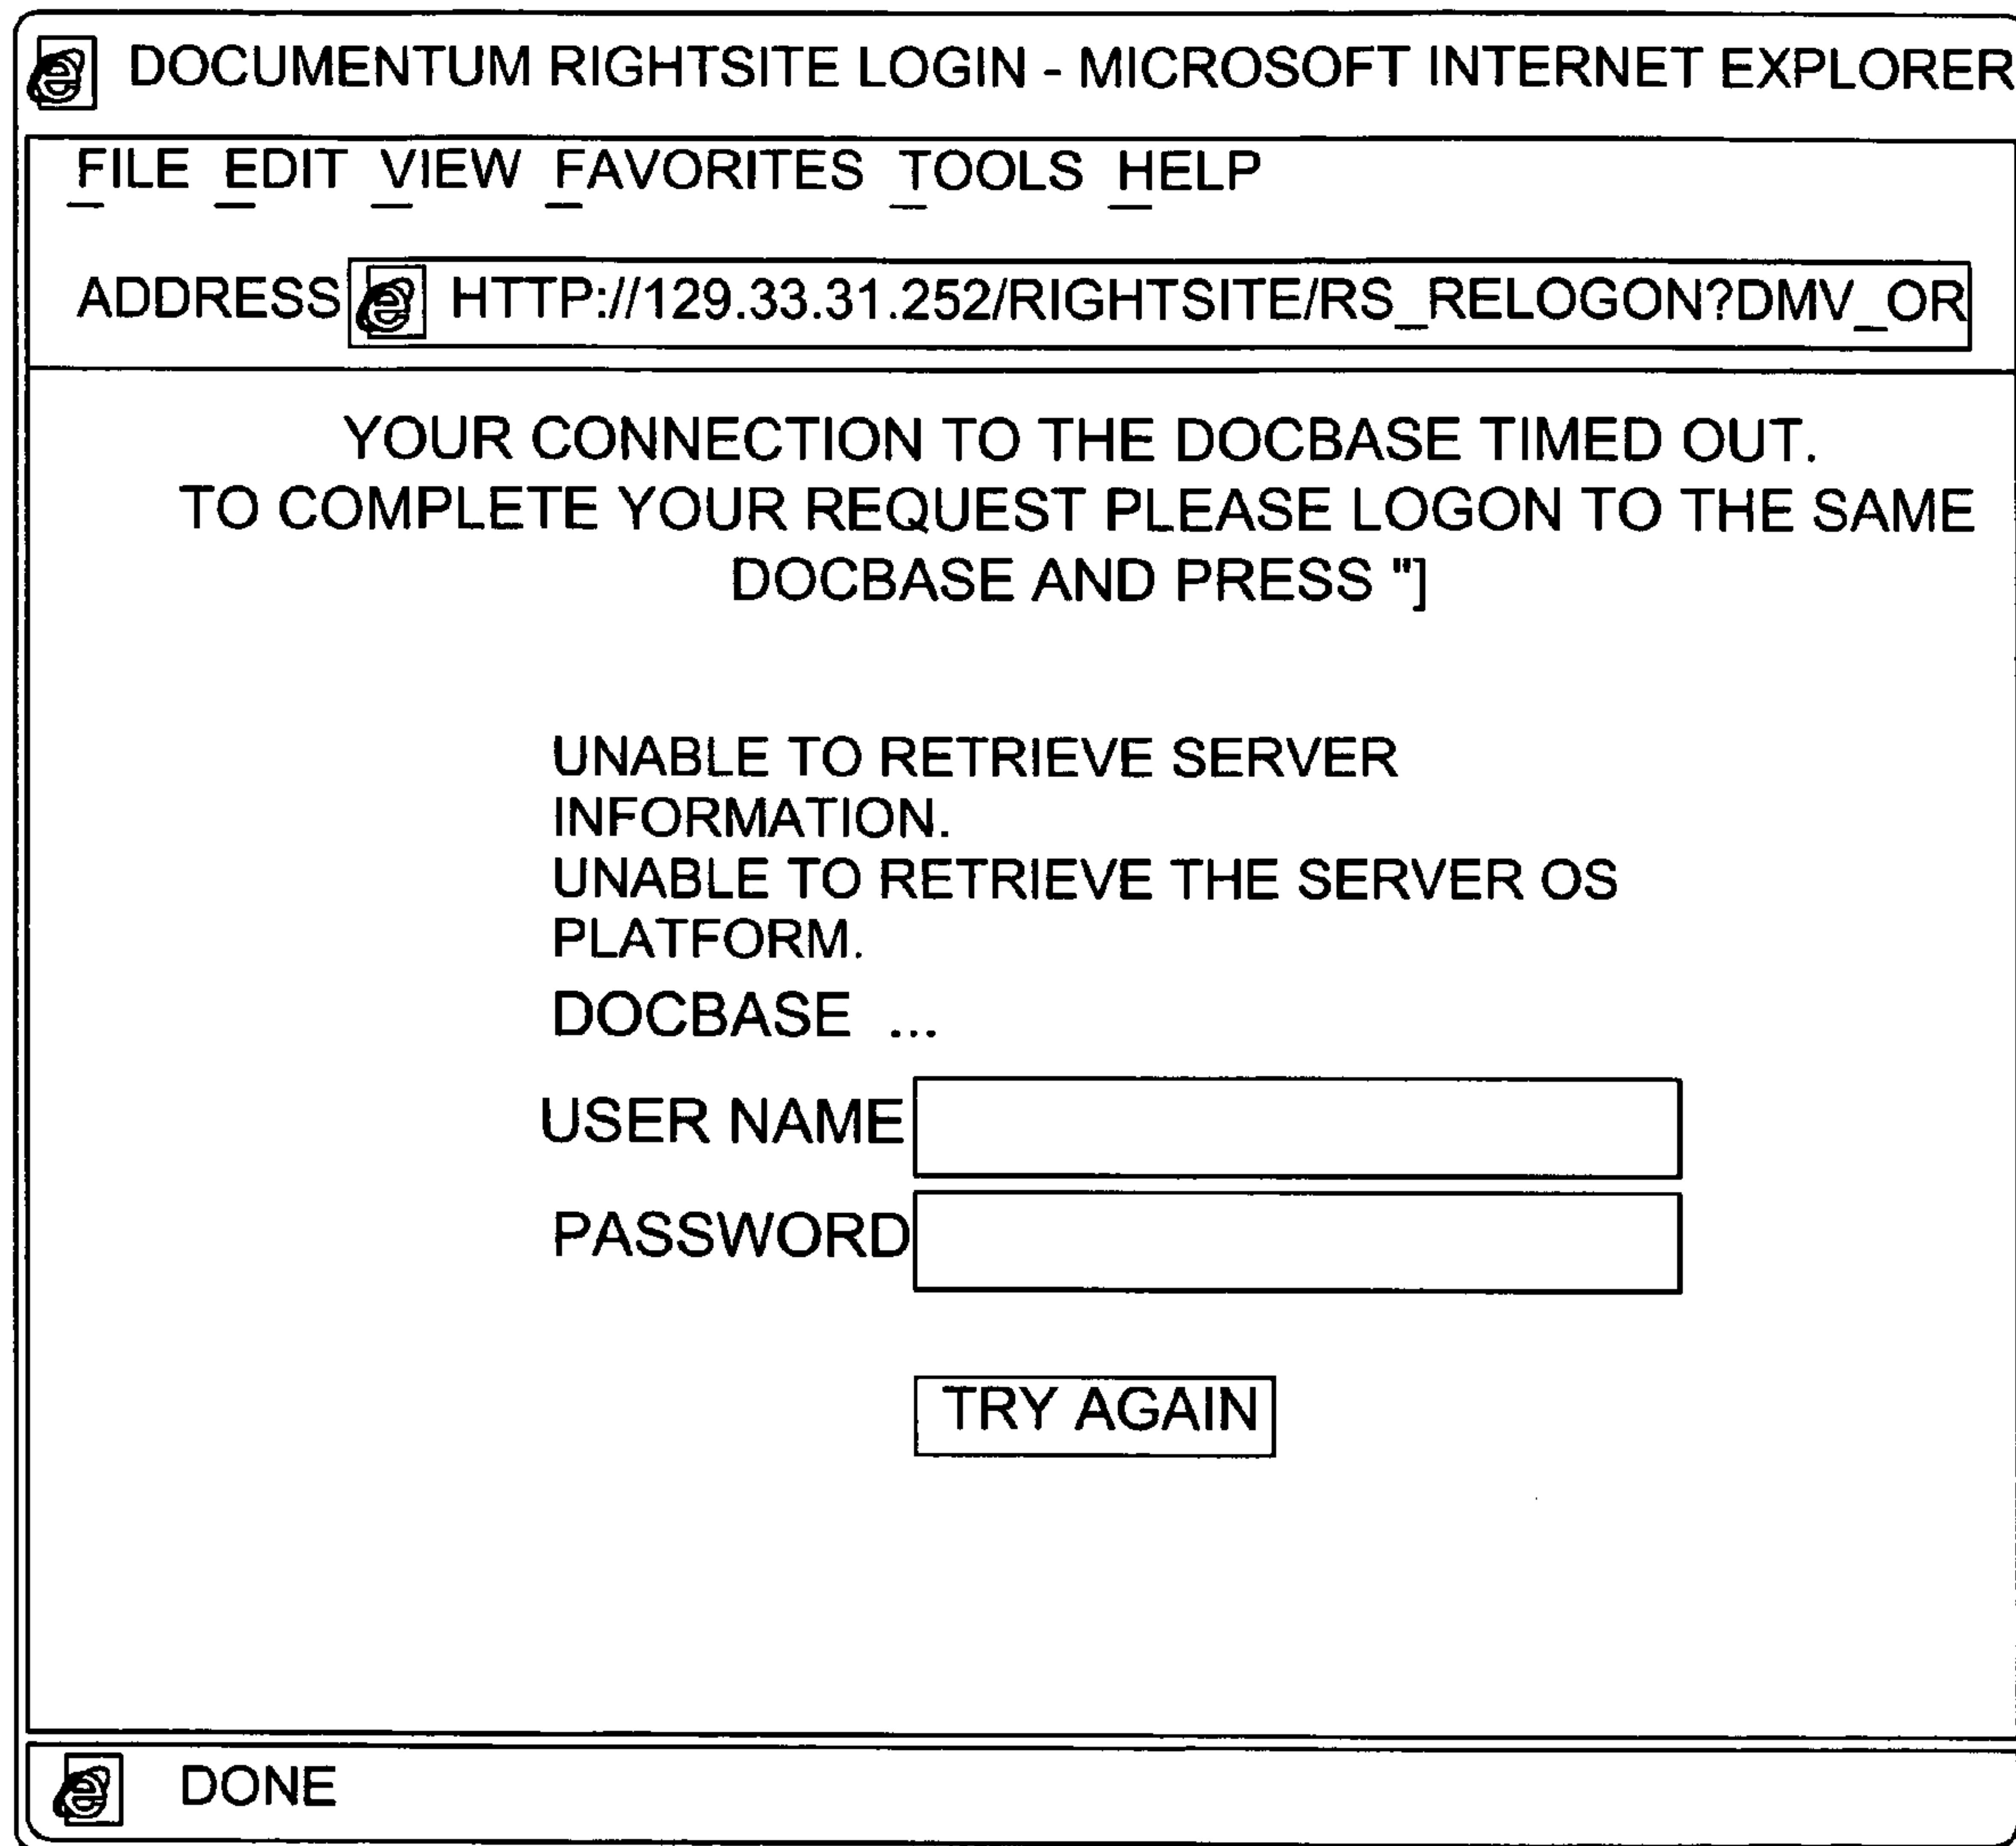 DOCUMENTUM RIGHTSITE LOGIN - MICROSOFT INTERNET EXPLORER
FILE EDIT VIEW FAVORITES TOOLS HELP
ADDRESS HTTP://129.33.31.252/RIGHTSITE/RS_RELOGON?DMV_OR
YOUR CONNECTION TO THE DOCBASE TIMED OUT.
TO COMPLETE YOUR REQUEST PLEASE LOGON TO THE SAME
DOCBASE AND PRESS "]
UNABLE TO RETRIEVE SERVER
INFORMATION.
UNABLE TO RETRIEVE THE SERVER OS
PLATFORM.
DOCBASE ...
USER NAME
PASSWORD
TRY AGAIN
DONE